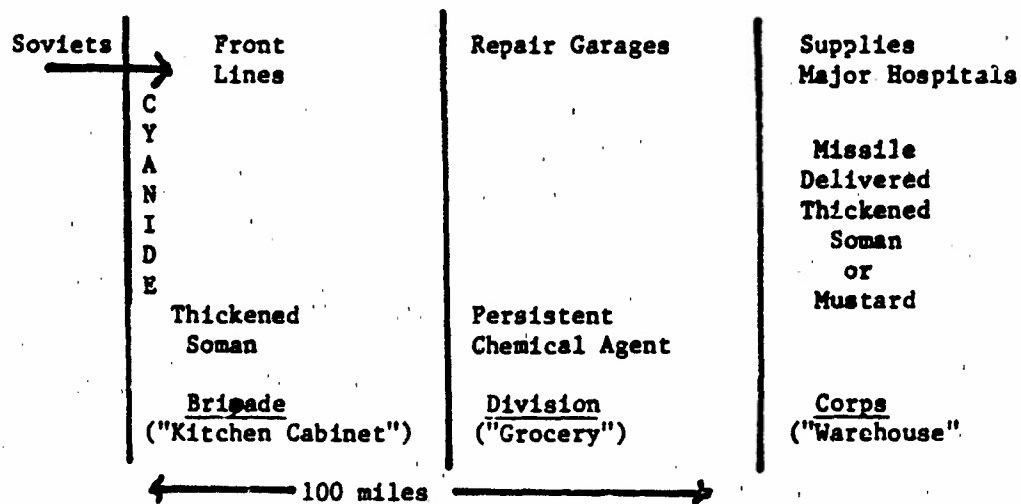 Soviets
Front
Lines
Repair Garages
Supplies
Major Hospitals
C
Y
A
N
I
D
E
Missile
Delivered
Thickened
Soman
or
Mustard
Thickened
Soman
Persistent
Chemical Agent
Brigade
("Kitchen Cabinet")
Division
("Grocery")
Corps
("Warehouse"
100 miles